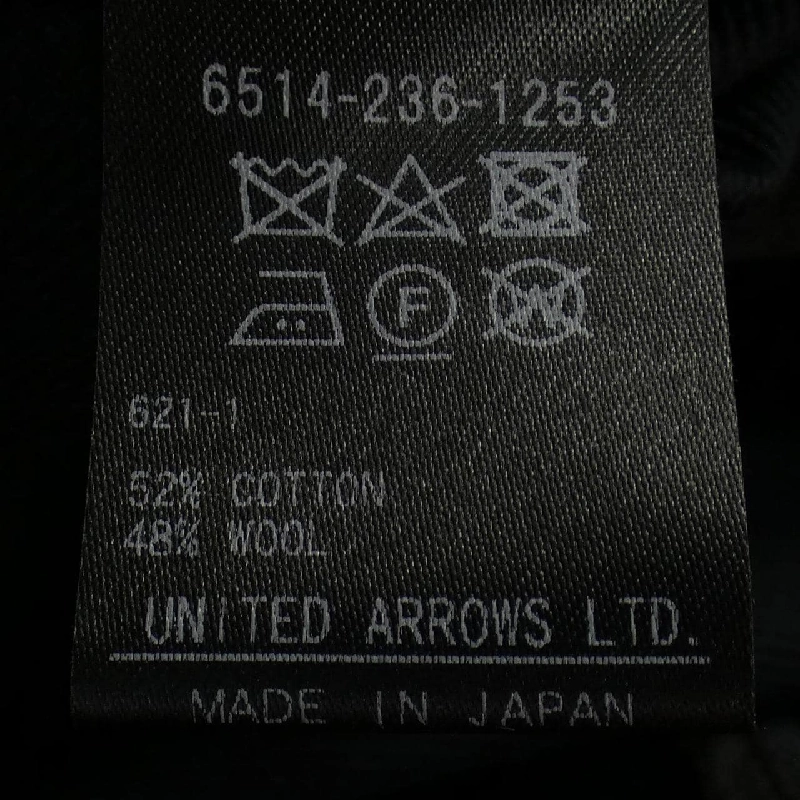 6514-236-1253
F W
621-1
52% COTTON
48% WOOL
UNITED ARROWS LTD.
MADE IN JAPAN